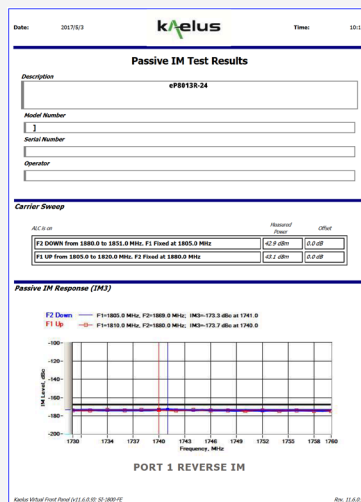 Date: 2017/5/3 kaelus Time: 10:1
Passive IM Test Results
Description
eP8013R-24
Model Number
]
Serial Number
Operator
Carrier Sweep
ALC is on Measured Power Offset
F2 DOWN from 1880.0 to 1851.0 MHz. F1 Fixed at 1805.0 MHz 42.9 dBm 0.0 dB
F1 UP from 1805.0 to 1820.0 MHz. F2 Fixed at 1880.0 MHz 43.1 dBm 0.0 dB
Passive IM Response (IM3)
F2 Down F1=1805.0 MHz, F2=1869.0 MHz; IM3=-173.3 dBc at 1741.0
F1 Up F1=1810.0 MHz, F2=1880.0 MHz; IM3=-173.7 dBc at 1740.0
IM Level, dBc
-100
-120
-140
-160
-180
-200
1730 1734 1737 1740 1743 1746 1749 1752 1755 1758 1760
Frequency, MHz
PORT 1 REVERSE IM
Kaelus Virtual Front Panel (v11.6.0.5): SI-1800-FE Rev. 11.6.0.